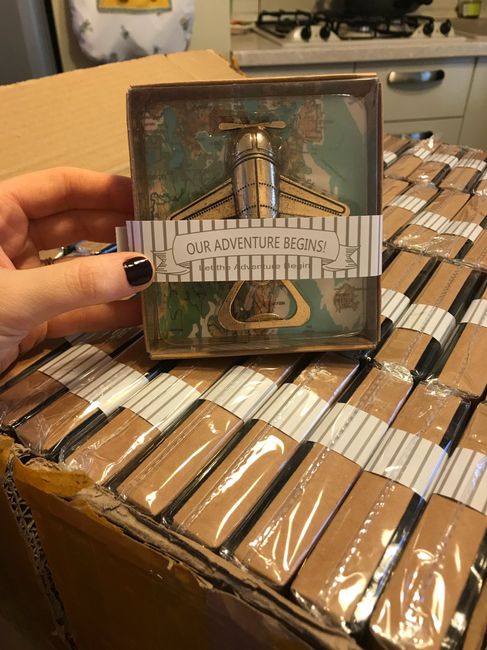 OUR ADVENTURE BEGINS!
Let the Adventure Begin